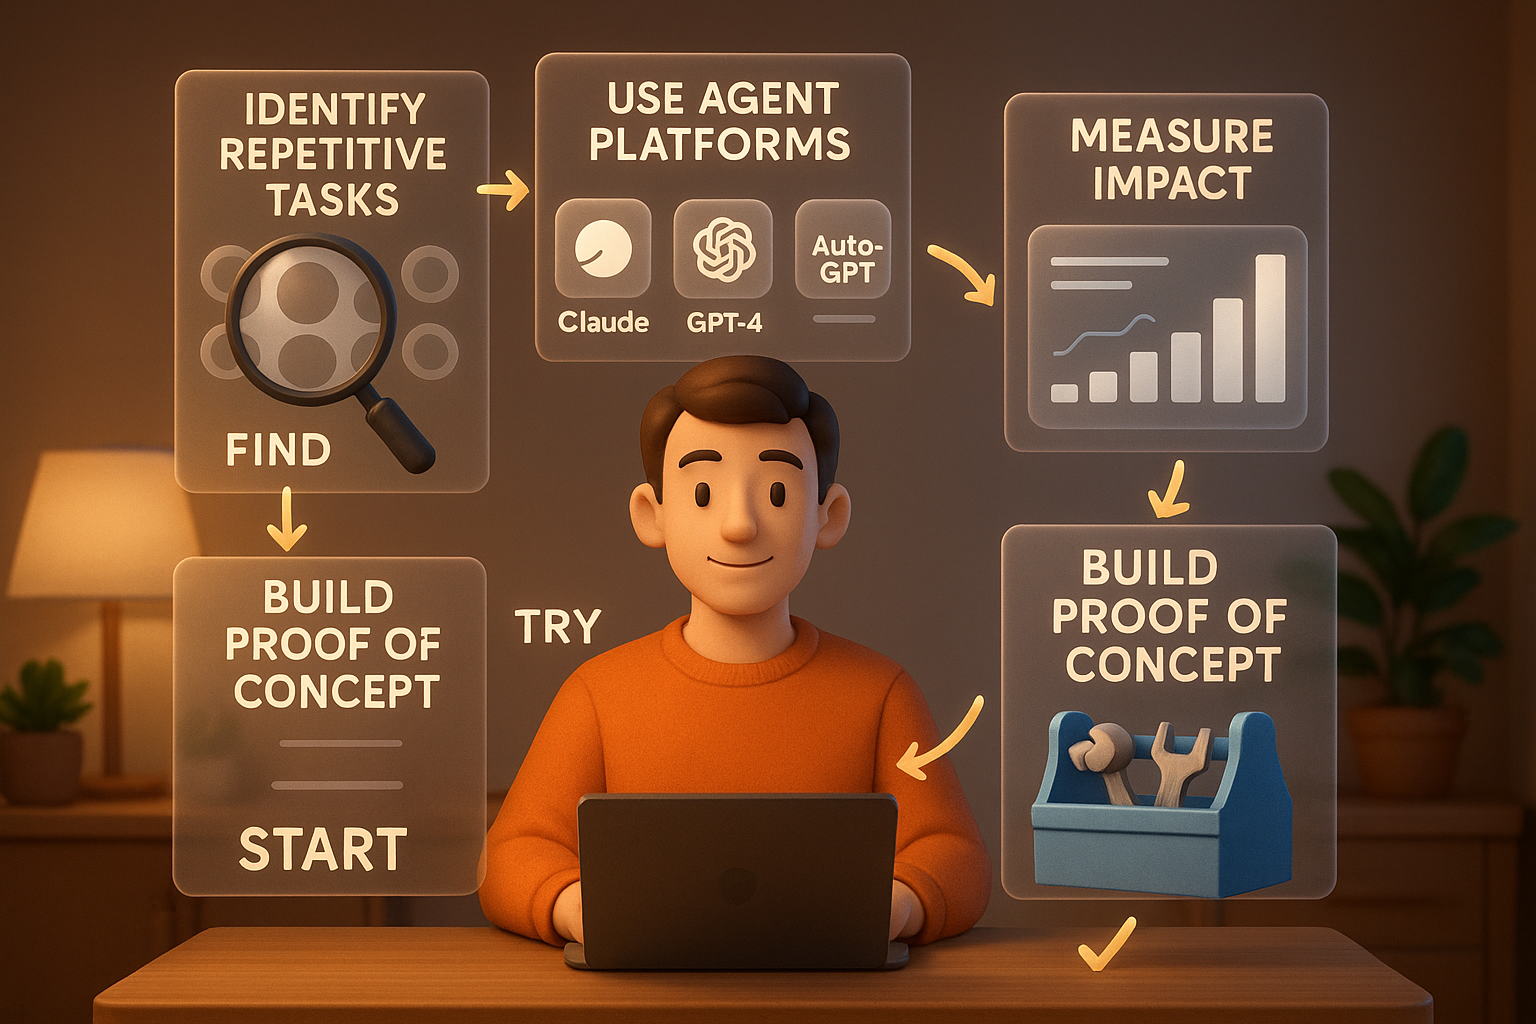 IDENTIFY
REPETITIVE
TASKS
FIND
USE AGENT
PLATFORMS
Claude
GPT-4
Auto-
GPT
MEASURE
IMPACT
BUILD
PROOF OF
CONCEPT
START
TRY
BUILD
PROOF OF
CONCEPT